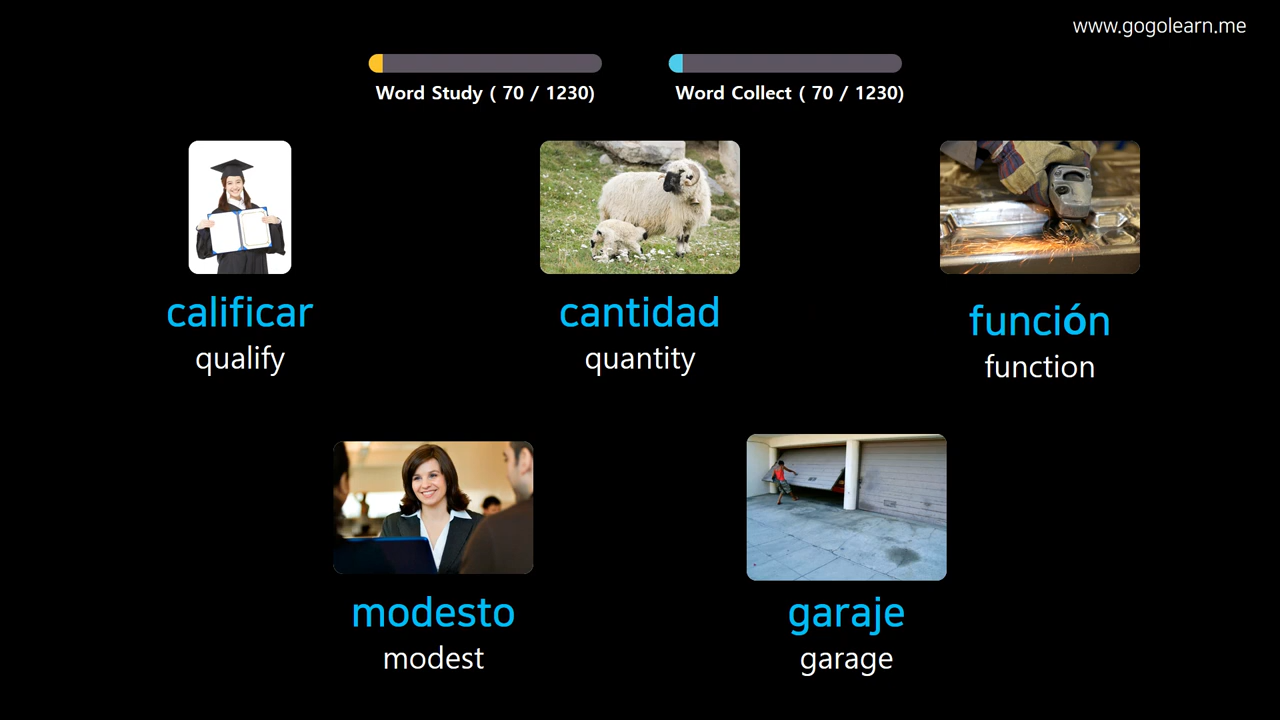 www.gogolearn.me
Word Study ( 70 / 1230)
Word Collect ( 70 / 1230)
calificar
qualify
cantidad
quantity
función
function
modesto
modest
garaje
garage